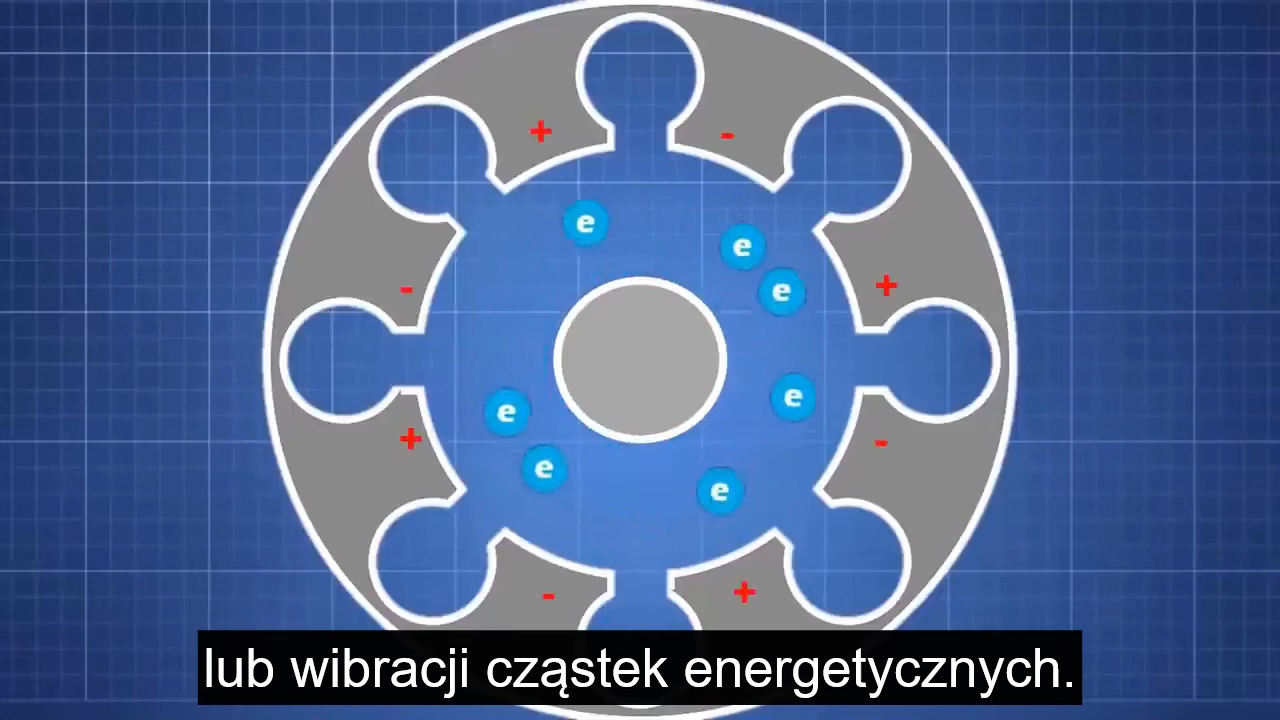 + -
e
e
- e +
e
e
+ -
e
e
- +
lub wibracji cząstek energetycznych.